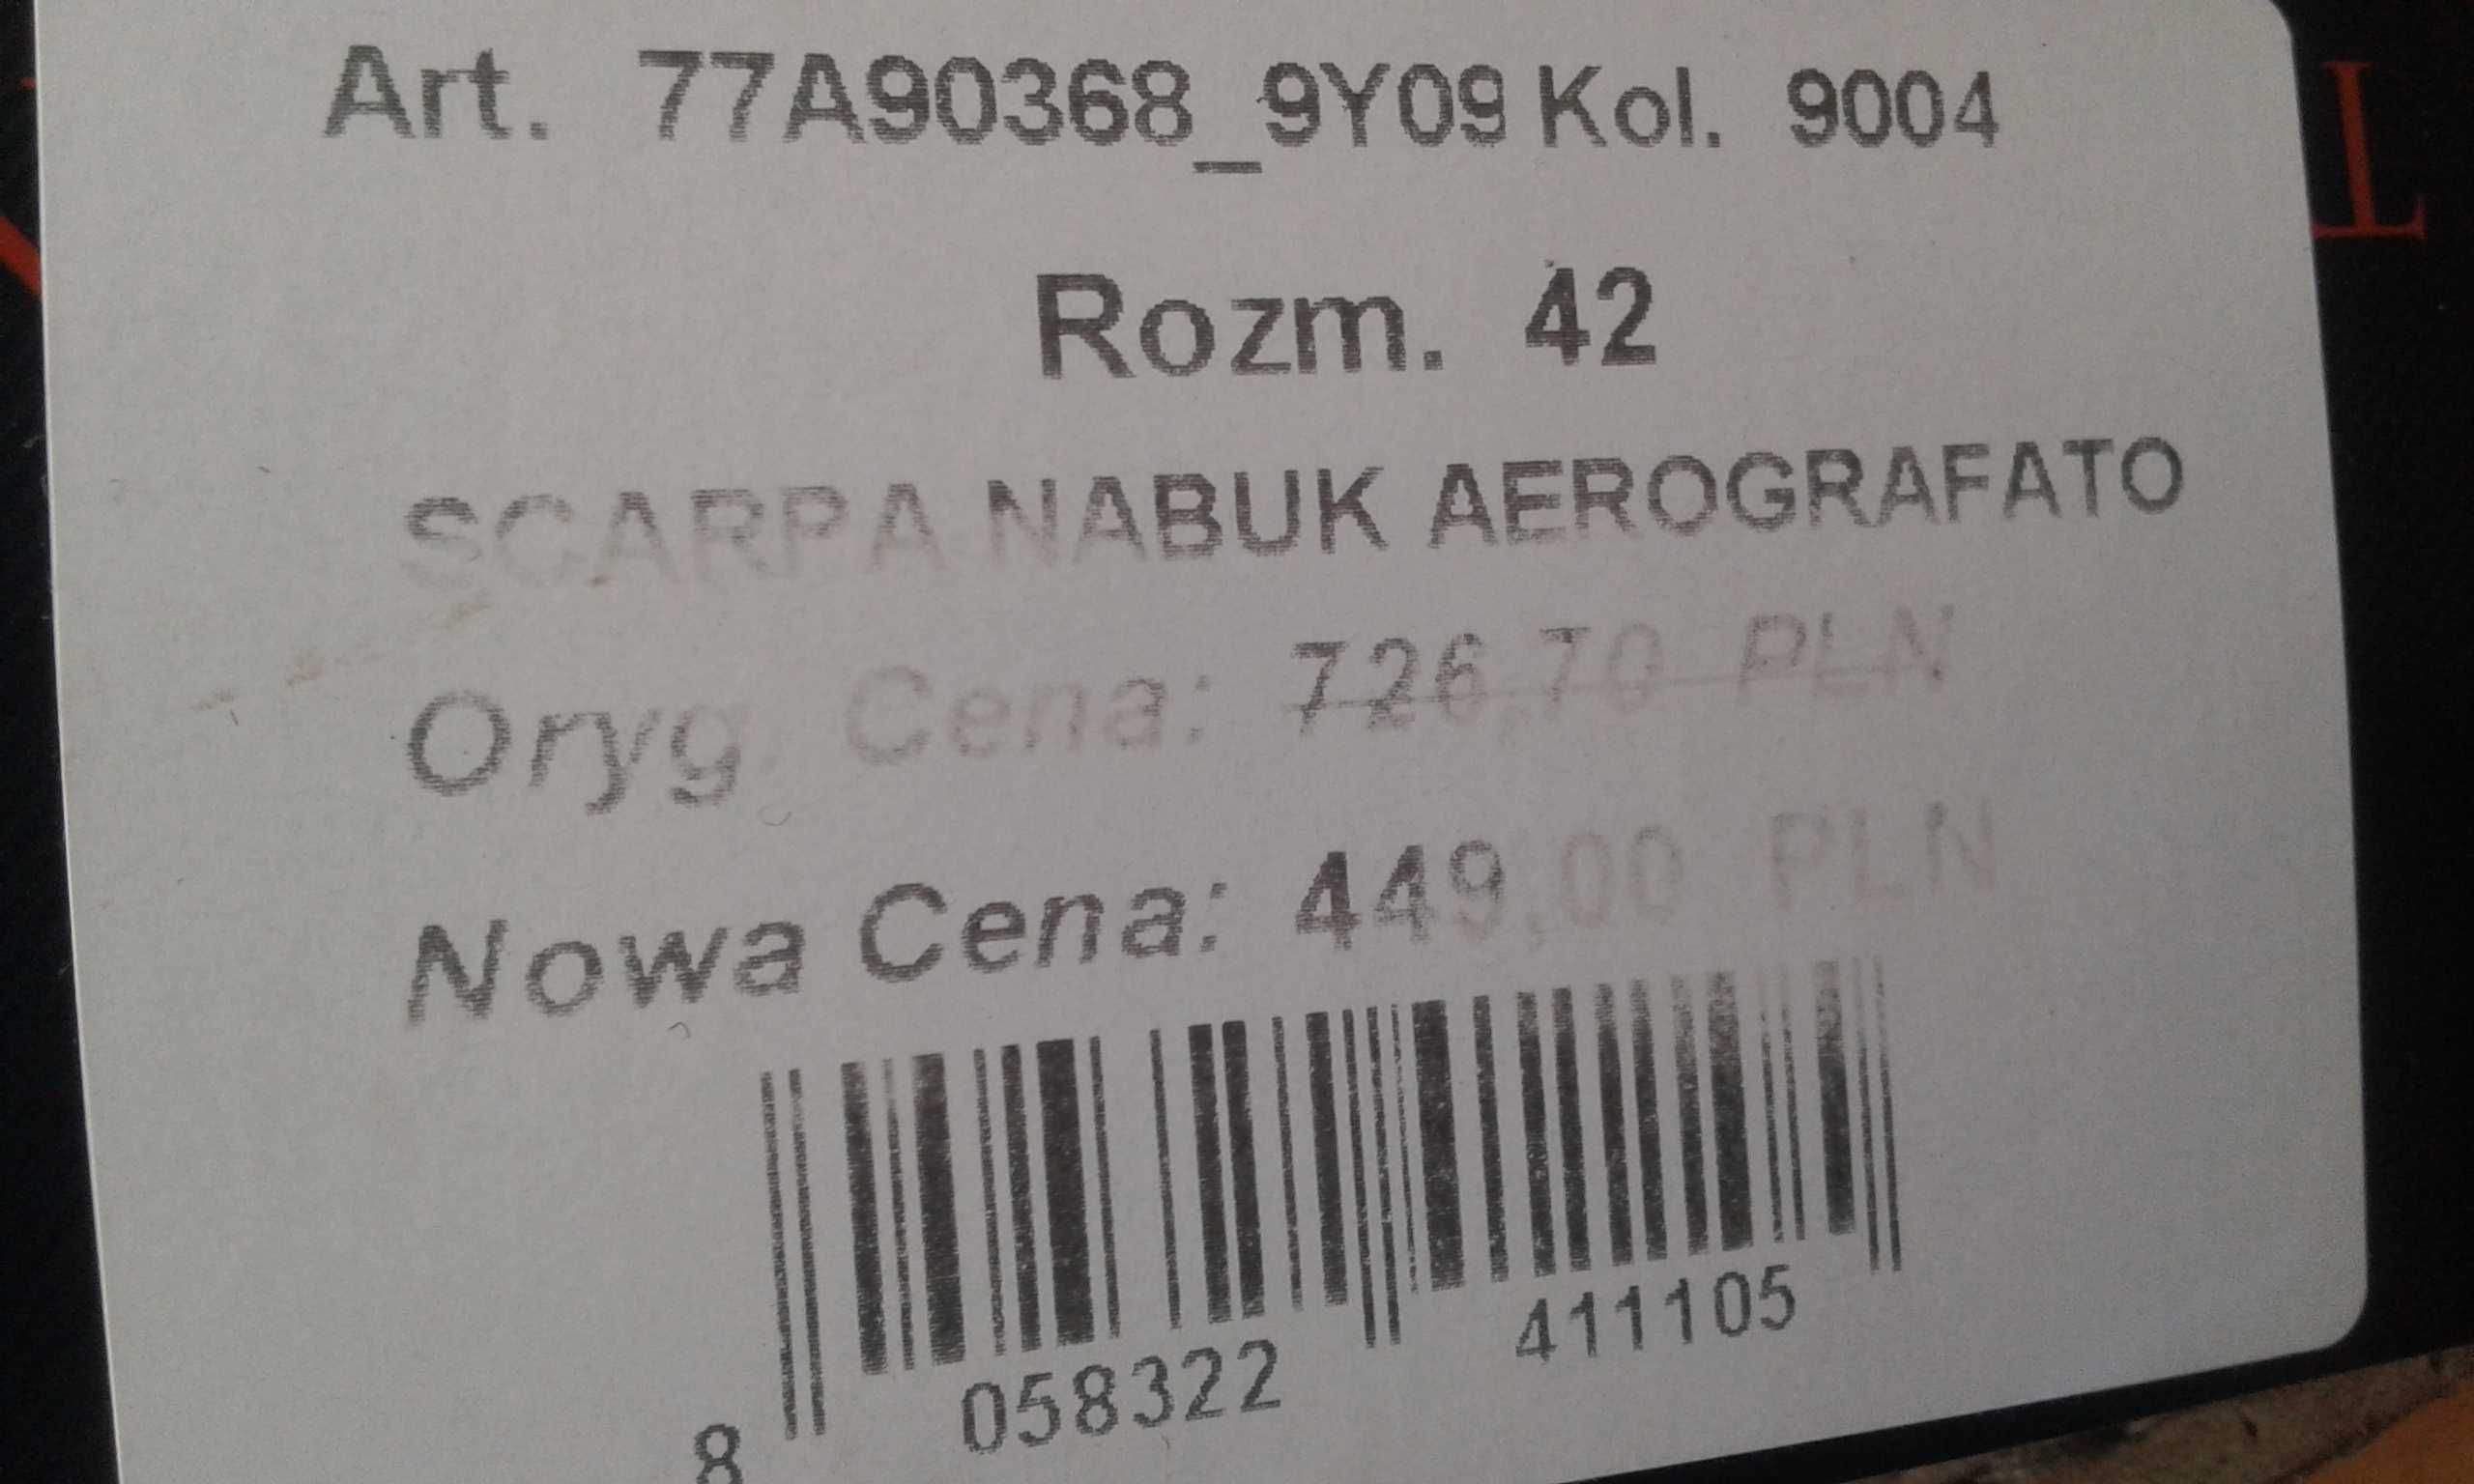 Art. 77A90368_9Y09 Kol. 9004
Rozm. 42
SCARPA NABUK AEROGRAFATO
Oryg. Cena: 726,70 PLN
Nowa Cena: 449,00 PLN
8 058322 411105